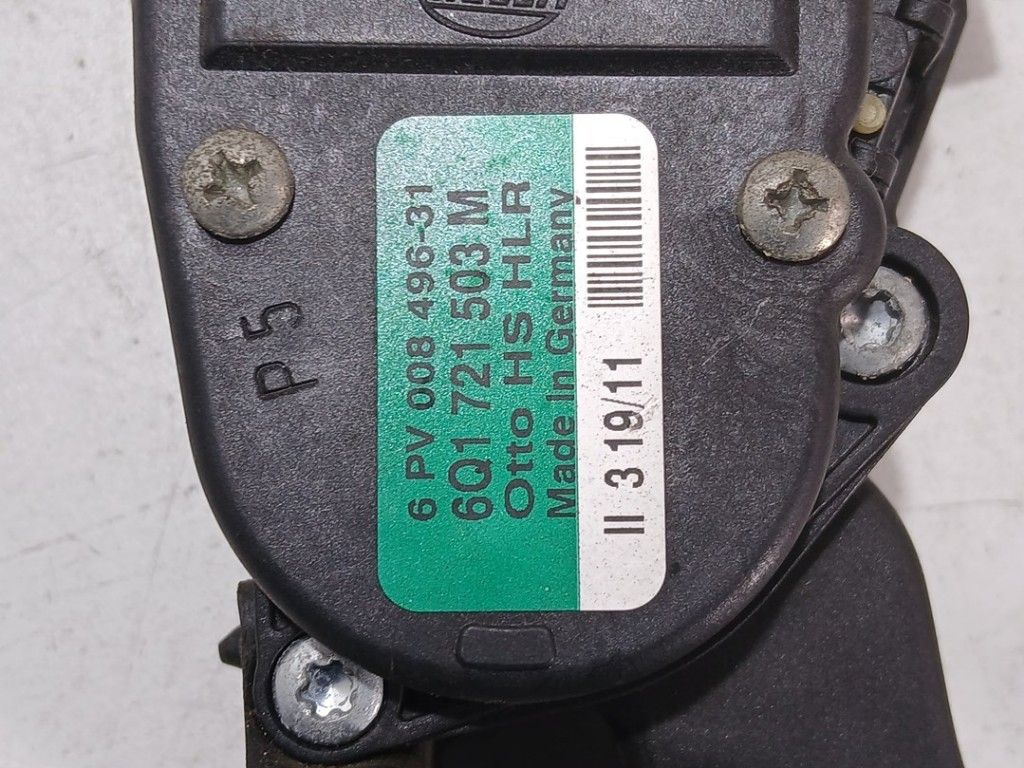 6 PV 008 496-31
6Q1 721 503 M
Otto HS HLR
Made in Germany
II 3 19/11
P5